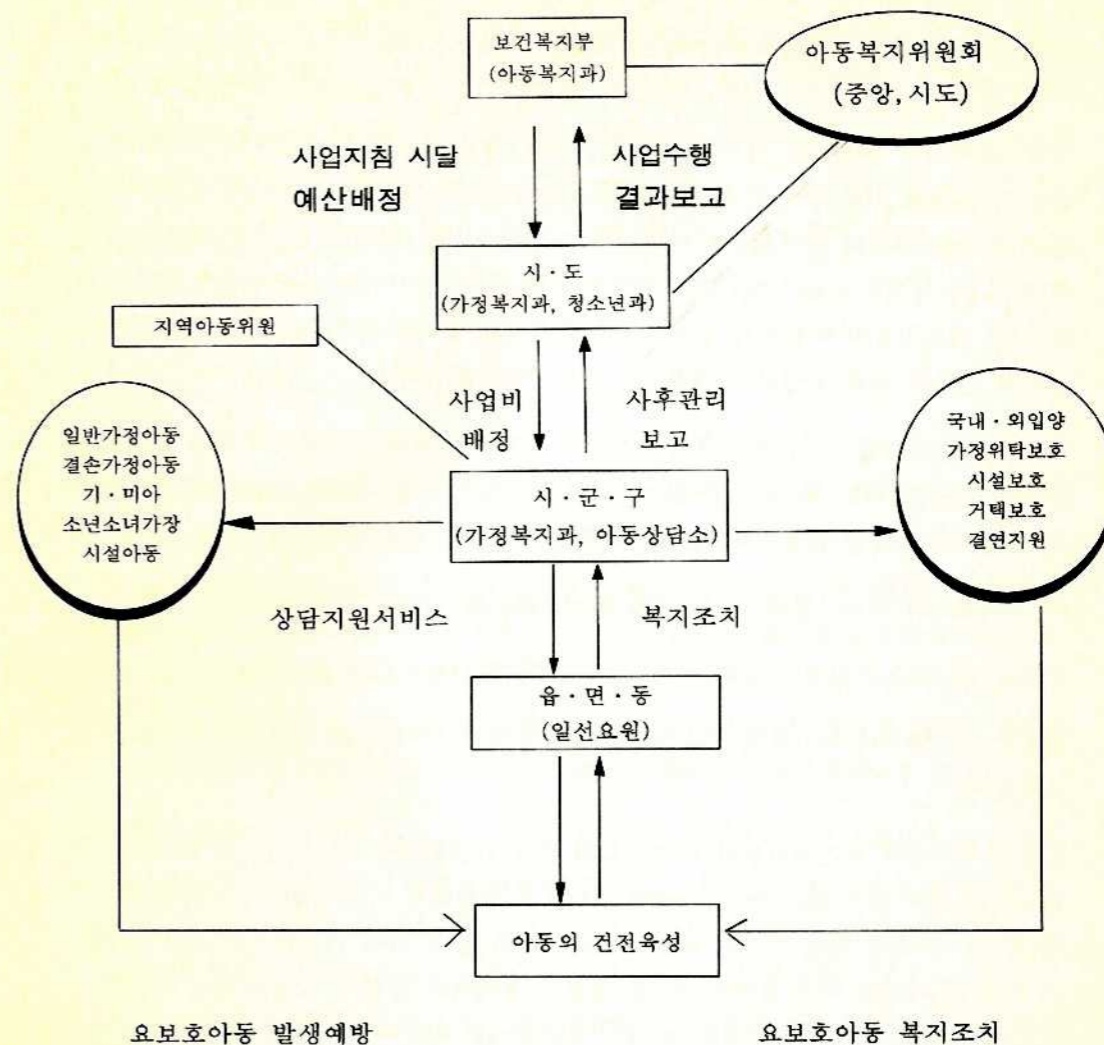 보건복지부
(아동복지과)
아동복지위원회
(중앙, 시도)
사업지침 시달
예산배정
사업수행
결과보고
시 · 도
(가정복지과, 청소년과)
지역아동위원
사업비
배정
사후관리
보고
일반가정아동
결손가정아동
기 · 미아
소년소녀가장
시설아동
시 · 군 · 구
(가정복지과, 아동상담소)
국내 · 외입양
가정위탁보호
시설보호
거택보호
결연지원
상담지원서비스
복지조치
읍 · 면 · 동
(일선요원)
아동의 건전육성
요보호아동 발생예방
요보호아동 복지조치